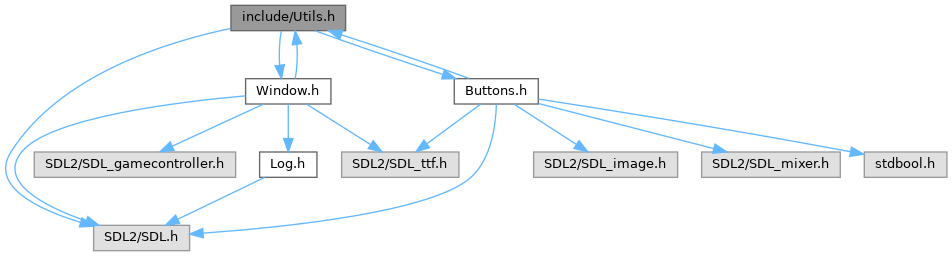 include/Utils.h
Window.h
Buttons.h
SDL2/SDL_gamecontroller.h
Log.h
SDL2/SDL_ttf.h
SDL2/SDL_image.h
SDL2/SDL_mixer.h
stdbool.h
SDL2/SDL.h